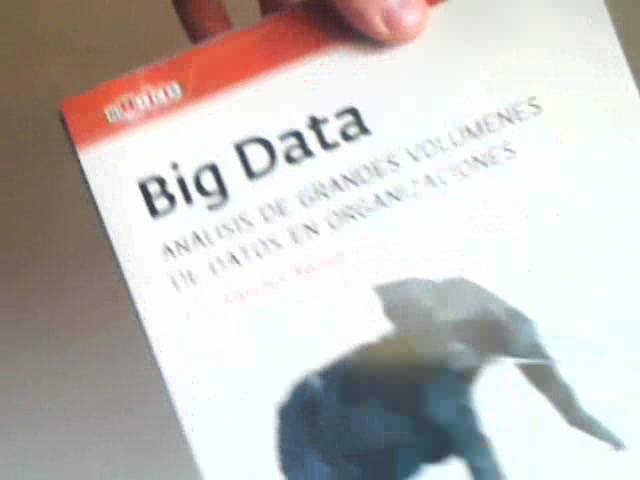 Big Data
ANÁLISIS DE GRANDES VOLÚMENES
DE DATOS EN ORGANIZACIONES